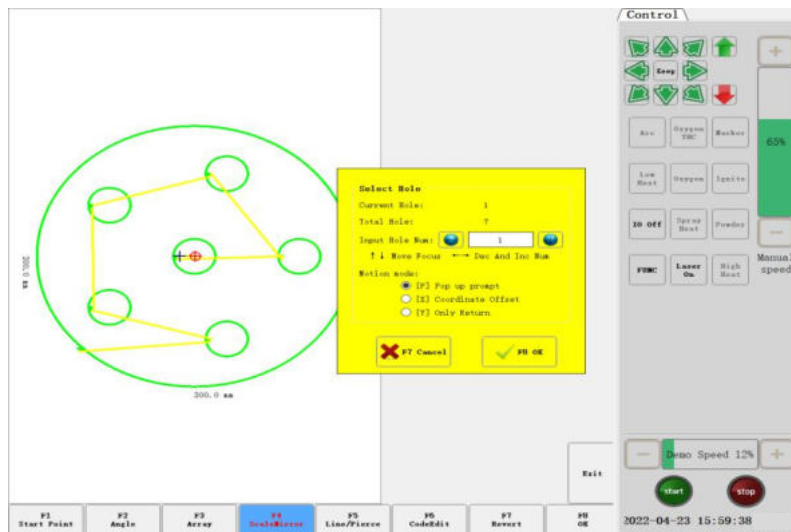 Control
Keep
Arc
Oxygen THC
Marker
65%
Low Heat
Oxygen
Ignite
IO Off
Spray Heat
Powder
Manual speed
FUNC
Laser On
High Heat
Select Hole
Current Hole: 1
Total Hole: 7
Input Hole Num: 1
↑ ↓ Move Focus ←→ Dec And Inc Num
Motion mode:
[P] Pop up prompt
[X] Coordinate Offset
[Y] Only Return
F7 Cancel
F8 OK
300.0 mm
300.0 mm
Exit
Demo Speed 12%
start
stop
F1 Start Point
F2 Angle
F3 Array
F4 ScaleMirror
F5 Line/Pierce
F6 CodeEdit
F7 Revert
F8 OK
2022-04-23 15:59:38